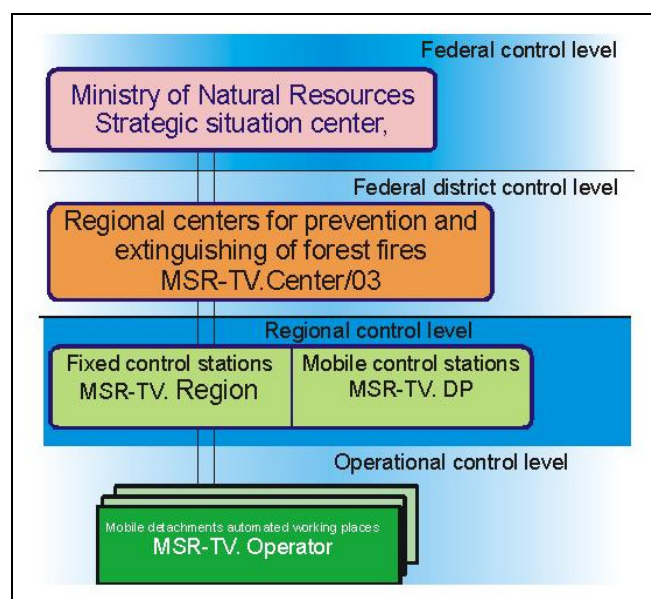 Federal control level
Ministry of Natural Resources
Strategic situation center,
Federal district control level
Regional centers for prevention and
extinguishing of forest fires
MSR-TV.Center/03
Regional control level
Fixed control stations
MSR-TV. Region
Mobile control stations
MSR-TV. DP
Operational control level
Mobile detachments automated working places
MSR-TV. Operator